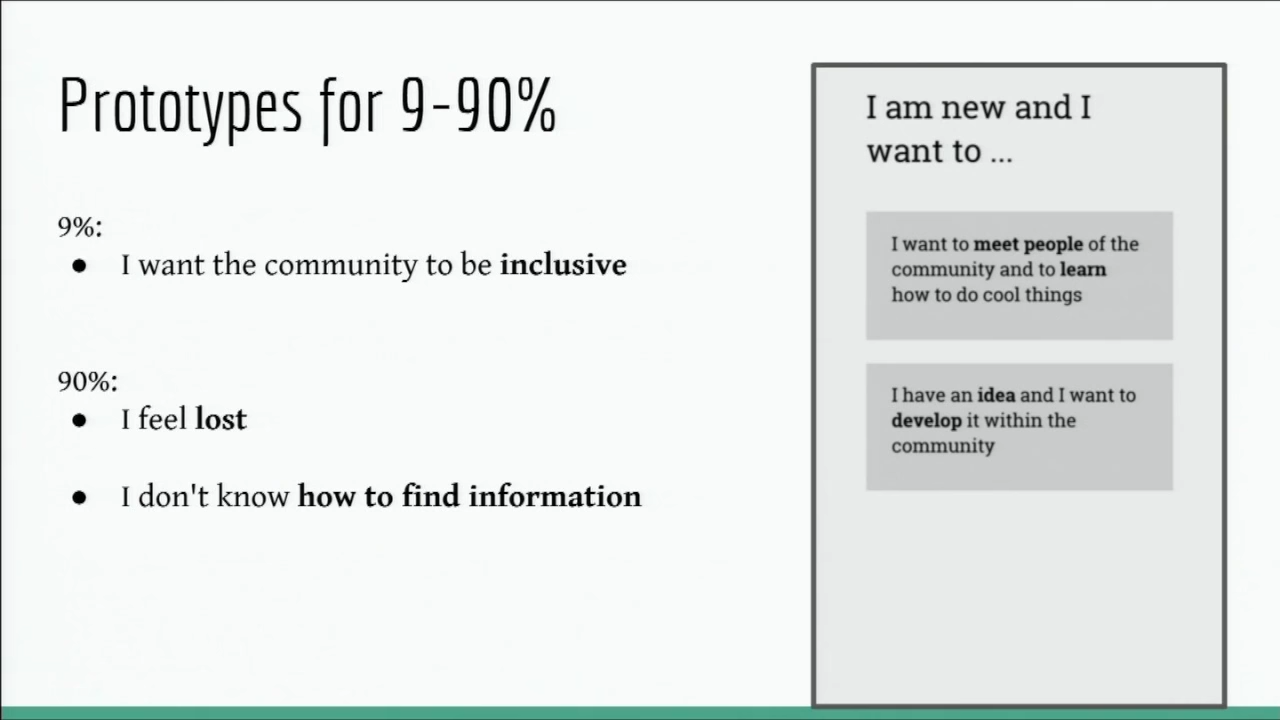 Prototypes for 9-90%
9%:
● I want the community to be inclusive
90%:
● I feel lost
● I don't know how to find information
I am new and I
want to ...
I want to meet people of the
community and to learn
how to do cool things
I have an idea and I want to
develop it within the
community